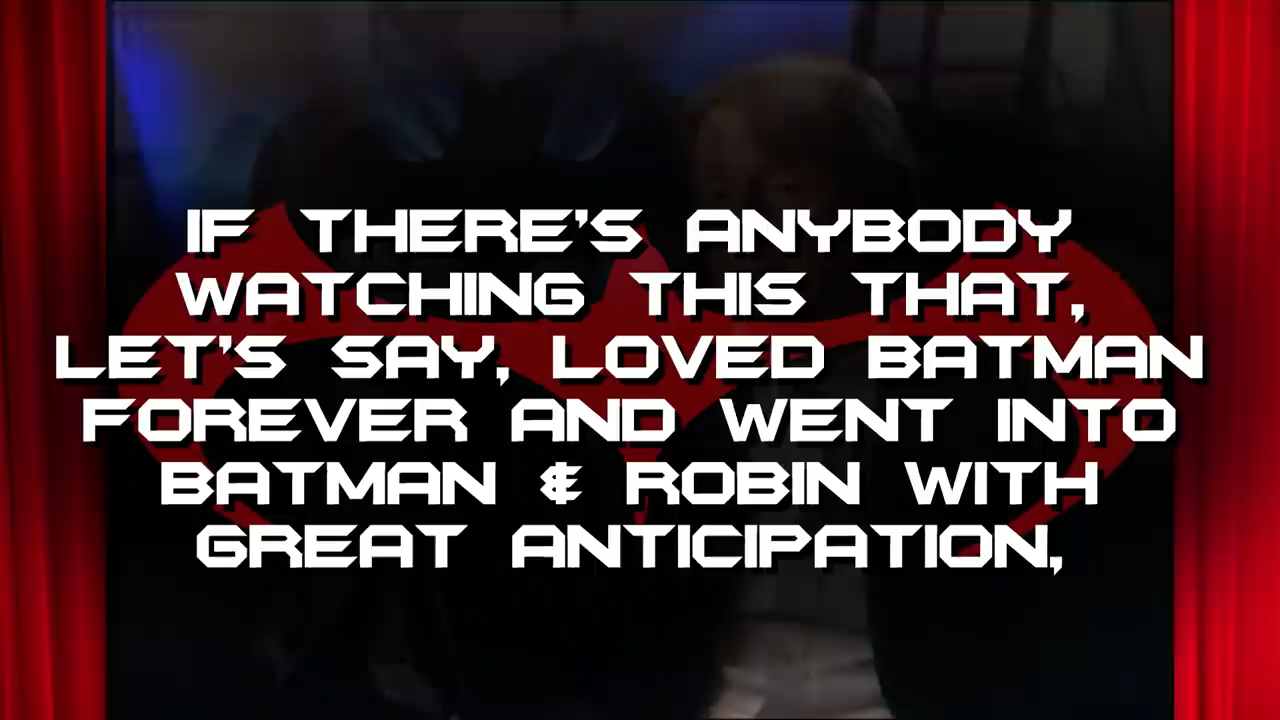 IF THERE'S ANYBODY
WATCHING THIS THAT,
LET'S SAY, LOVED BATMAN
FOREVER AND WENT INTO
BATMAN & ROBIN WITH
GREAT ANTICIPATION,